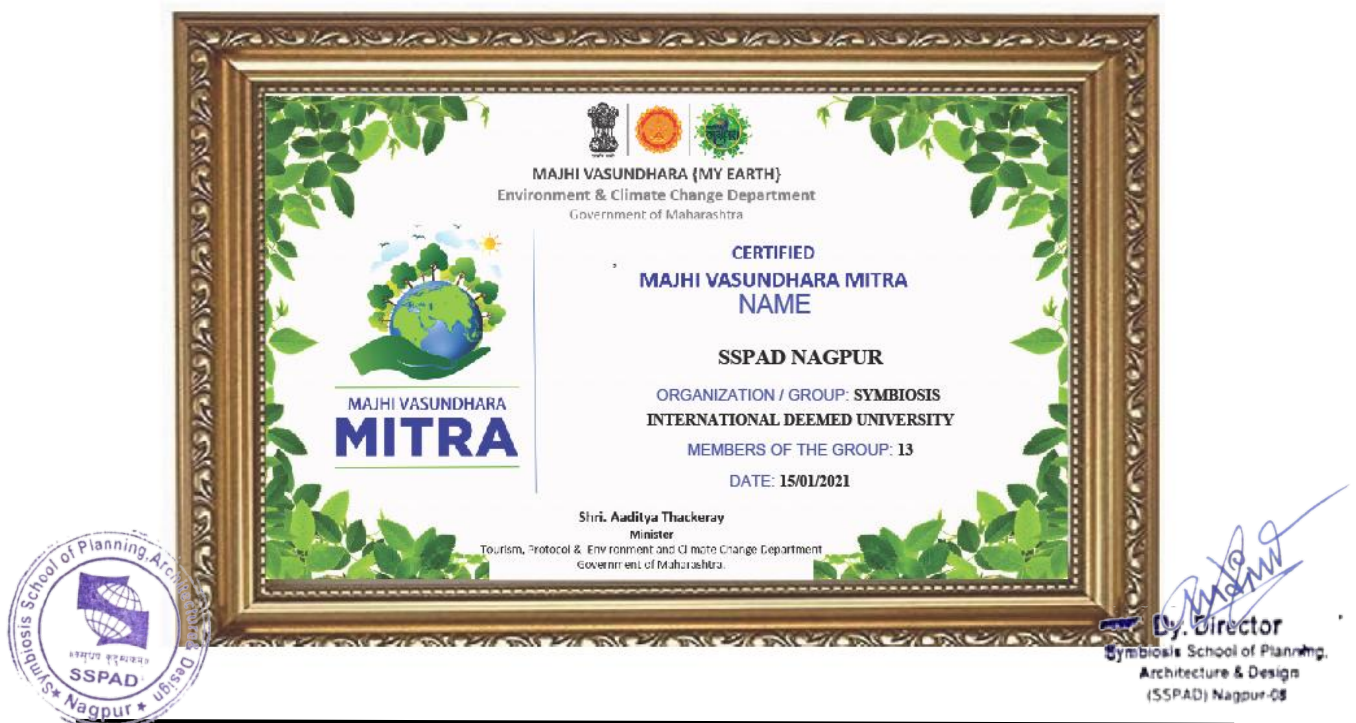 MAJHI VASUNDHARA (MY EARTH)
Environment & Climate Change Department
Government of Maharashtra
CERTIFIED
MAJHI VASUNDHARA MITRA
NAME
SSPAD NAGPUR
ORGANIZATION / GROUP: SYMBIOSIS
INTERNATIONAL DEEMED UNIVERSITY
MEMBERS OF THE GROUP: 13
DATE: 15/01/2021
MAJHI VASUNDHARA
MITRA
Shri. Aaditya Thackeray
Minister
Tourism, Protocol & Environment and Climate Change Department
Government of Maharashtra.
Symbiosis School of Planning, Architecture & Design
॥वसुधैव कुटुम्बकम्॥
SSPAD
★ Nagpur ★
Dy. Director
Symbiosis School of Planning,
Architecture & Design
(SSPAD) Nagpur-08